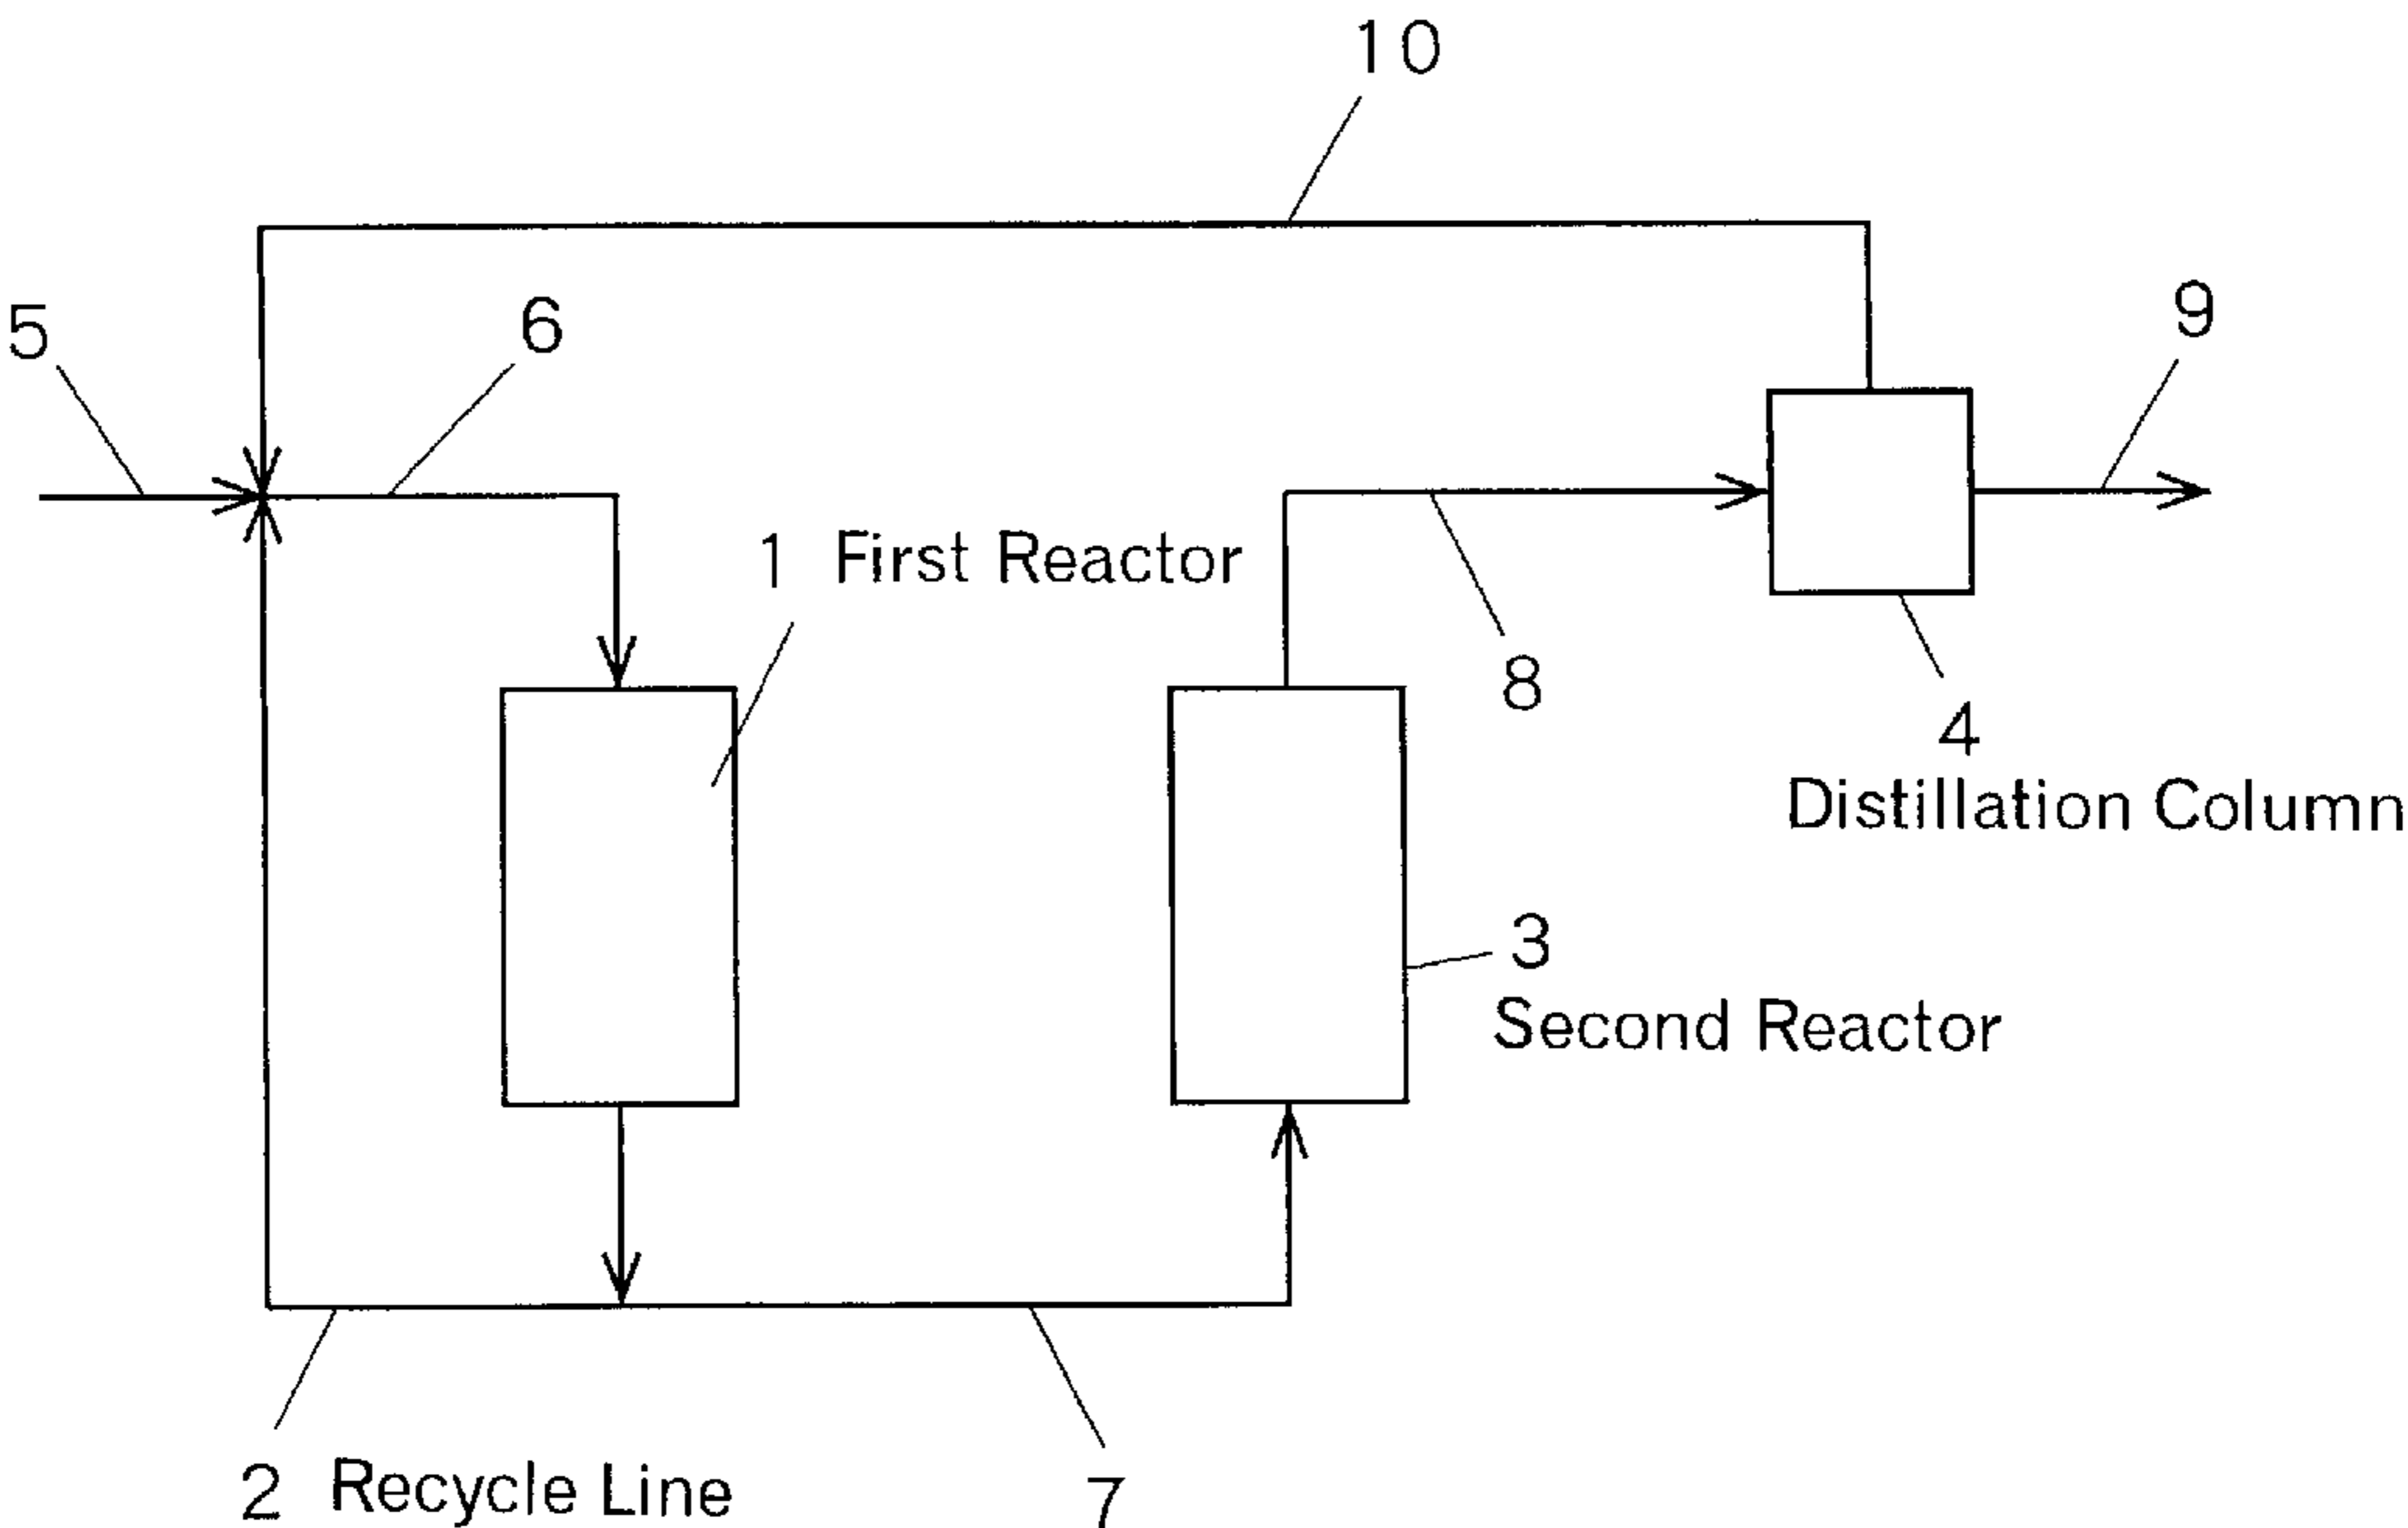 10
5
6
9
1 First Reactor
8
4
Distillation Column
3
Second Reactor
2 Recycle Line
7